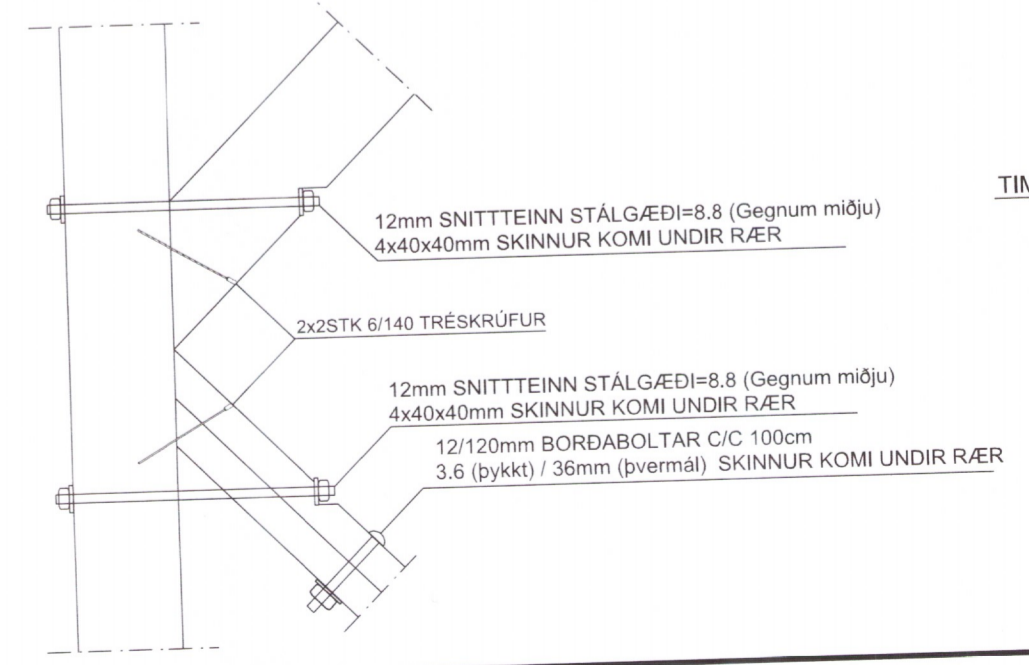 TIM
12mm SNITTTEINN STÁLGÆÐI=8.8 (Gegnum miðju)
4x40x40mm SKINNUR KOMI UNDIR RÆR
2x2STK 6/140 TRÉSKRÚFUR
12mm SNITTTEINN STÁLGÆÐI=8.8 (Gegnum miðju)
4x40x40mm SKINNUR KOMI UNDIR RÆR
12/120mm BORÐABOLTAR C/C 100cm
3.6 (þykkt) / 36mm (þvermál) SKINNUR KOMI UNDIR RÆR